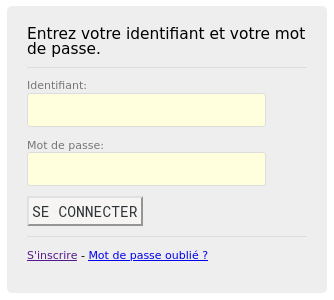 Entrez votre identifiant et votre mot
de passe.
Identifiant:
Mot de passe:
SE CONNECTER
S'inscrire - Mot de passe oublié ?